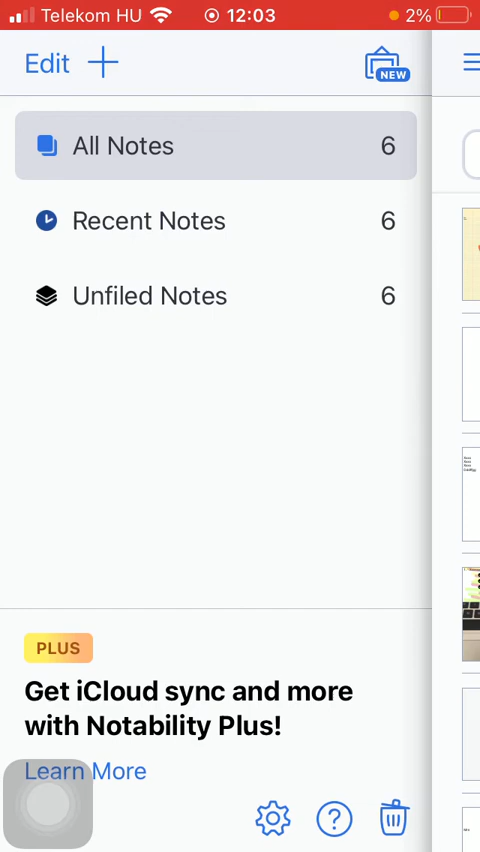 Telekom HU 12:03 2%
Edit NEW
All Notes 6
Recent Notes 6
Unfiled Notes 6
PLUS
Get iCloud sync and more
with Notability Plus!
Learn More